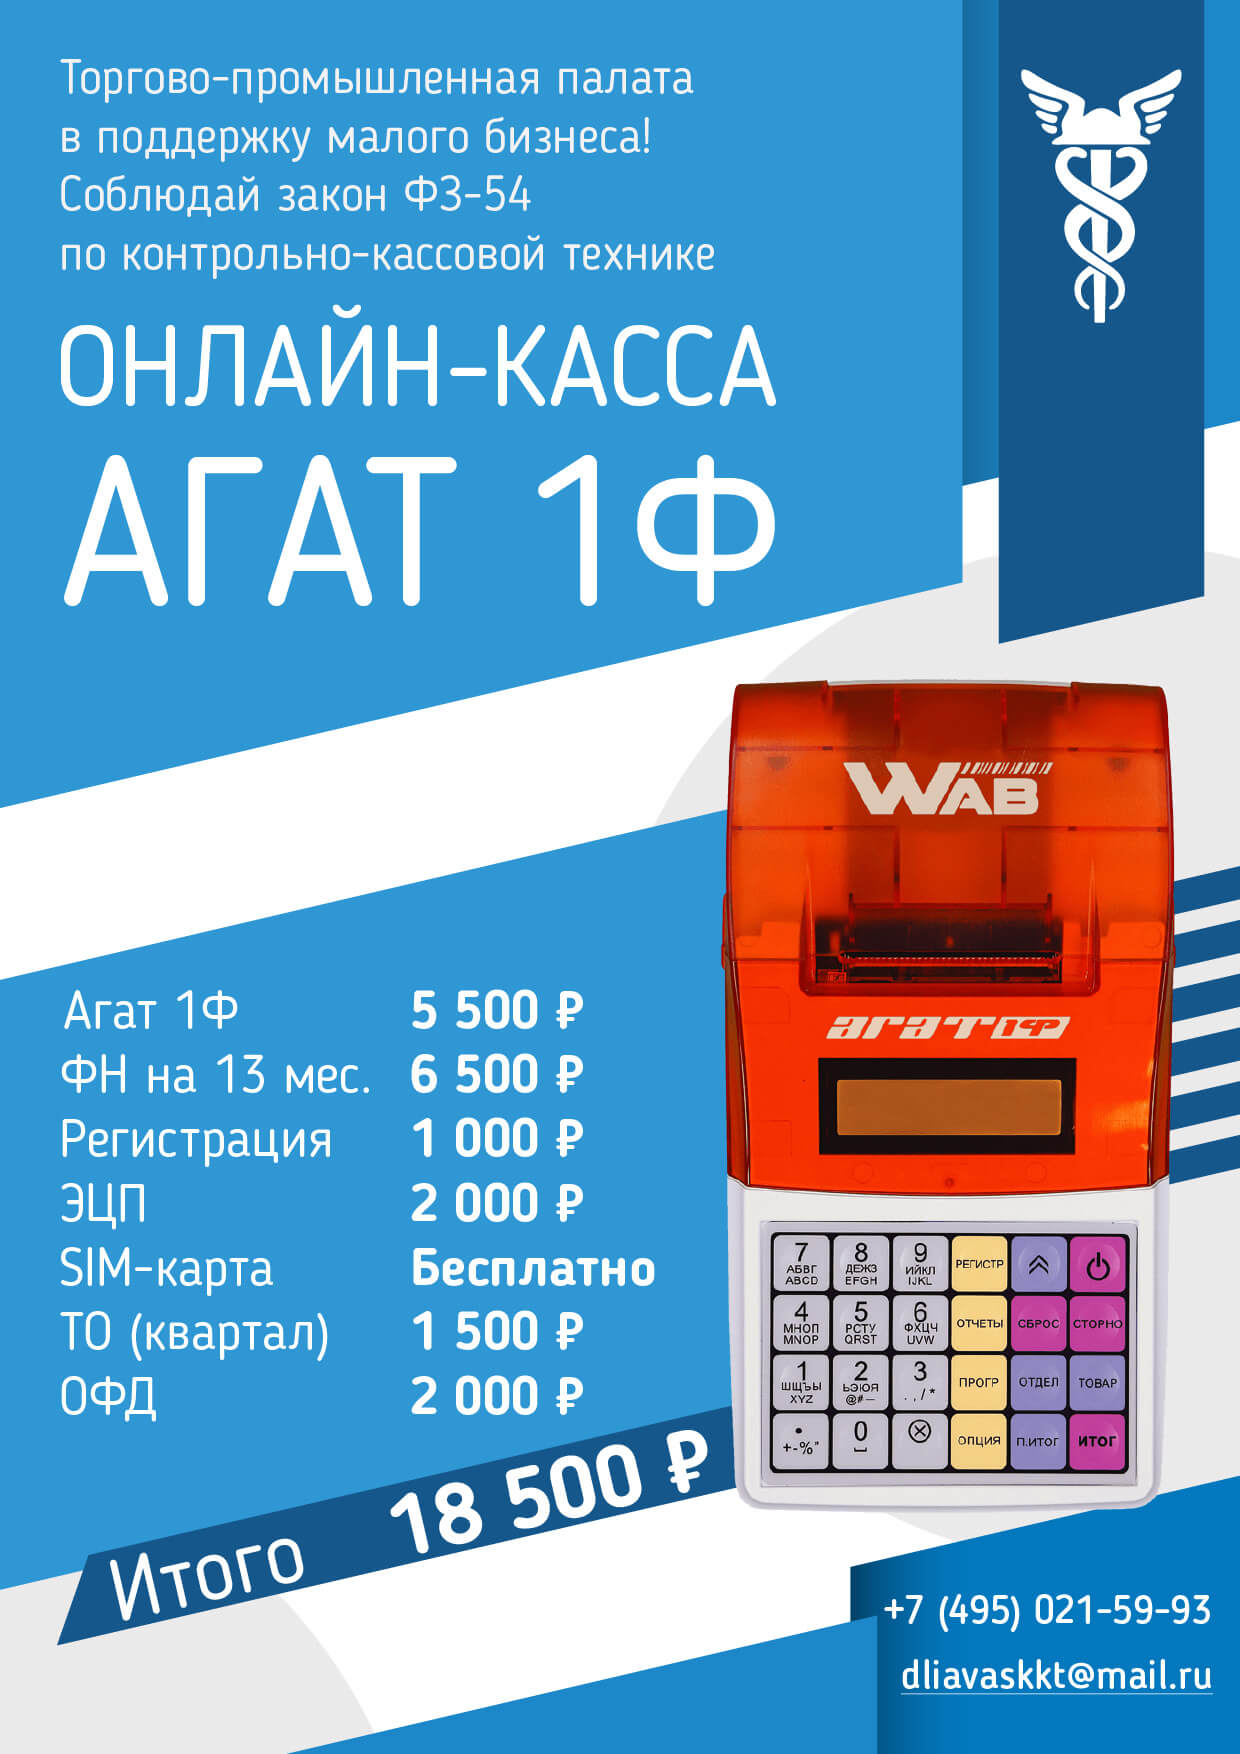 Торгово-промышленная палата
в поддержку малого бизнеса!
Соблюдай закон ФЗ-54
по контрольно-кассовой технике
ОНЛАЙН-КАССА
АГАТ 1Ф
WAB
агат 1Ф
Агат 1Ф 5 500 ₽
ФН на 13 мес. 6 500 ₽
Регистрация 1 000 ₽
ЭЦП 2 000 ₽
SIM-карта Бесплатно
ТО (квартал) 1 500 ₽
ОФД 2 000 ₽
Итого 18 500 ₽
7 8 9 РЕГИСТР
АБВГ ДЕЖЗ ИЙКЛ
ABCD EFGH IJKL
4 5 6 ОТЧЕТЫ СБРОС СТОРНО
МНОП РСТУ ФХЦЧ
MNOP QRST UVW
1 2 3 ПРОГР ОТДЕЛ ТОВАР
ШЩЪЫ ЬЭЮЯ . , / *
XYZ @#—
• 0 ОПЦИЯ П.ИТОГ ИТОГ
+-%"
+7 (495) 021-59-93
dliavaskkt@mail.ru